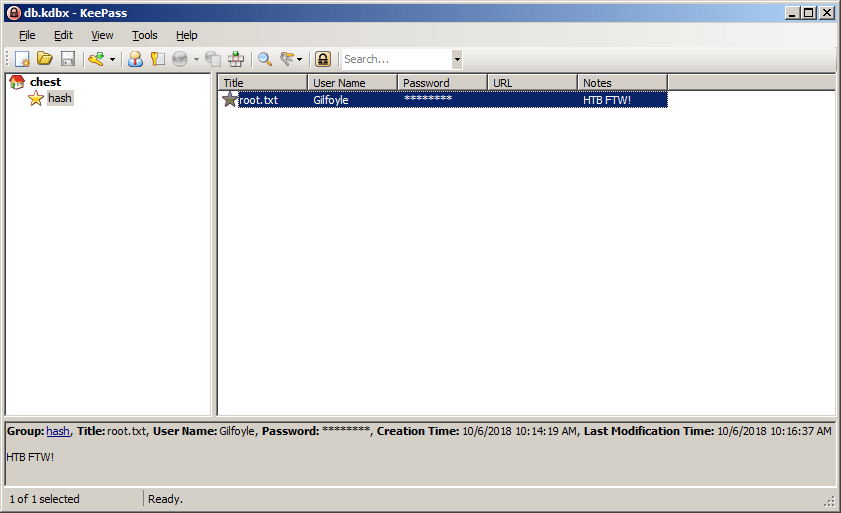 db.kdbx - KeePass
File Edit View Tools Help
Search...
chest
hash
Title User Name Password URL Notes
root.txt Gilfoyle ******** HTB FTW!
Group: hash, Title: root.txt, User Name: Gilfoyle, Password: ********, Creation Time: 10/6/2018 10:14:19 AM, Last Modification Time: 10/6/2018 10:16:37 AM
HTB FTW!
1 of 1 selected Ready.